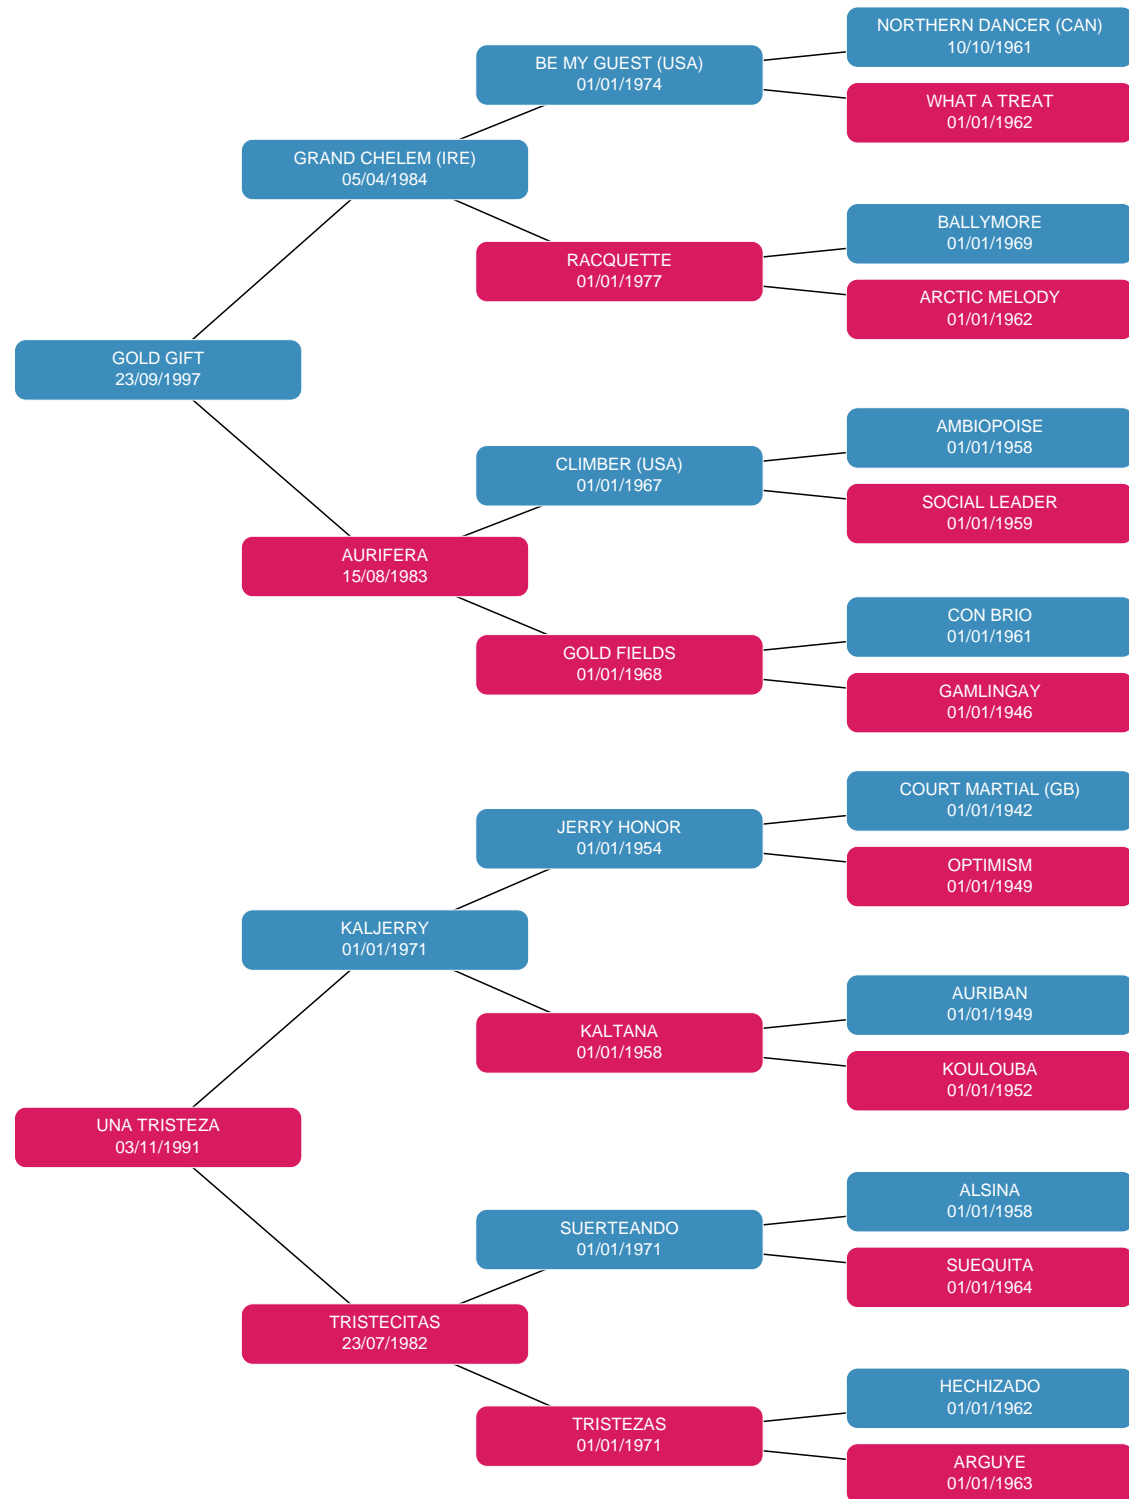 NORTHERN DANCER (CAN)
10/10/1961
BE MY GUEST (USA)
01/01/1974
WHAT A TREAT
01/01/1962
GRAND CHELEM (IRE)
05/04/1984
BALLYMORE
01/01/1969
RACQUETTE
01/01/1977
ARCTIC MELODY
01/01/1962
GOLD GIFT
23/09/1997
AMBIOPOISE
01/01/1958
CLIMBER (USA)
01/01/1967
SOCIAL LEADER
01/01/1959
AURIFERA
15/08/1983
CON BRIO
01/01/1961
GOLD FIELDS
01/01/1968
GAMLINGAY
01/01/1946
COURT MARTIAL (GB)
01/01/1942
JERRY HONOR
01/01/1954
OPTIMISM
01/01/1949
KALJERRY
01/01/1971
AURIBAN
01/01/1949
KALTANA
01/01/1958
KOULOUBA
01/01/1952
UNA TRISTEZA
03/11/1991
ALSINA
01/01/1958
SUERTEANDO
01/01/1971
SUEQUITA
01/01/1964
TRISTECITAS
23/07/1982
HECHIZADO
01/01/1962
TRISTEZAS
01/01/1971
ARGUYE
01/01/1963